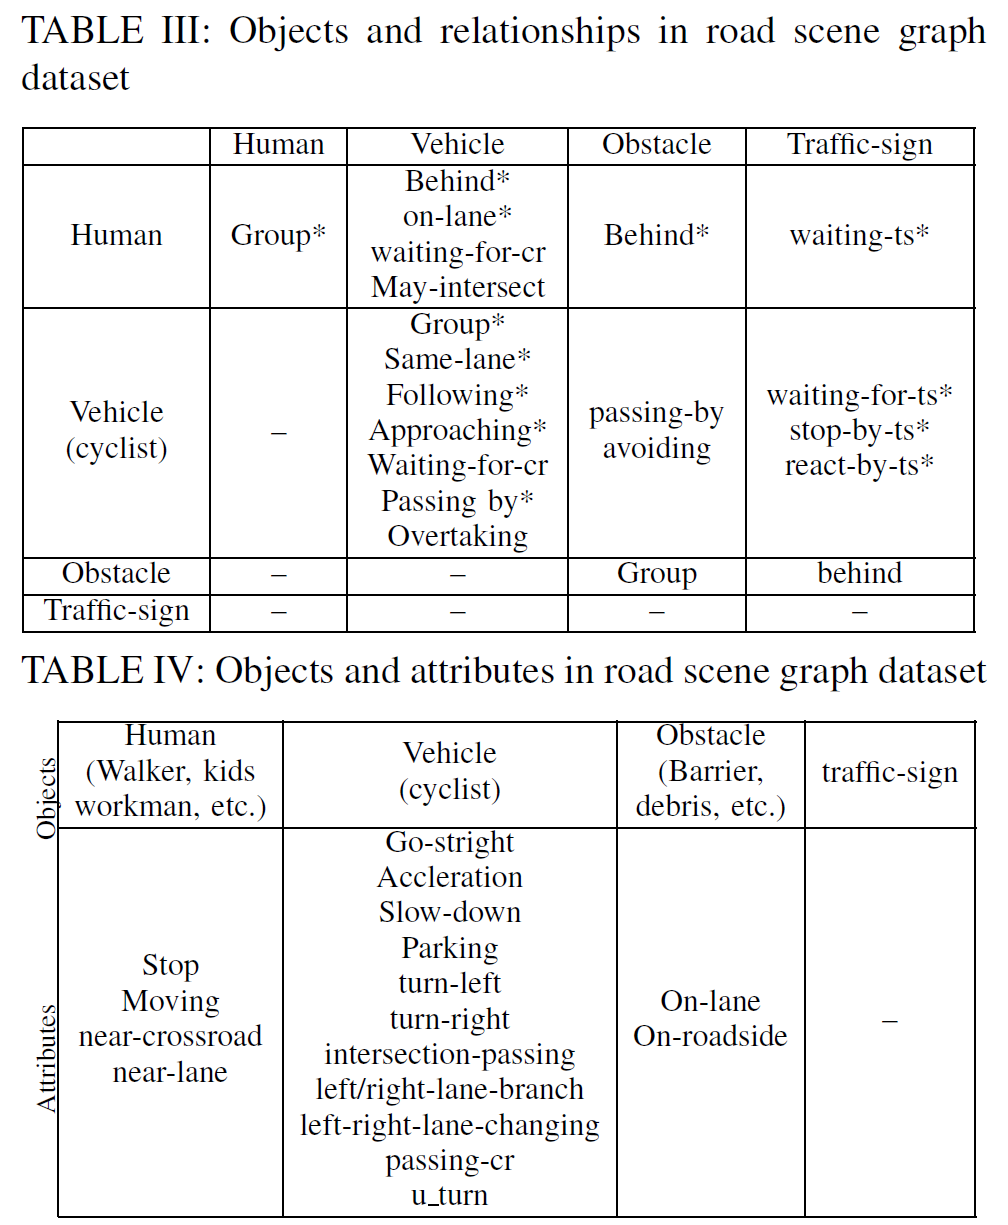 TABLE III: Objects and relationships in road scene graph
dataset
Human Vehicle Obstacle Traffic-sign
Human Group* Behind* on-lane* waiting-for-cr May-intersect Behind* waiting-ts*
Vehicle (cyclist) – Group* Same-lane* Following* Approaching* Waiting-for-cr Passing by* Overtaking passing-by avoiding waiting-for-ts* stop-by-ts* react-by-ts*
Obstacle – – Group behind
Traffic-sign – – – –
TABLE IV: Objects and attributes in road scene graph dataset
Objects
Human
(Walker, kids
workman, etc.)
Vehicle
(cyclist)
Obstacle
(Barrier,
debris, etc.)
traffic-sign
Attributes
Stop
Moving
near-crossroad
near-lane
Go-stright
Accleration
Slow-down
Parking
turn-left
turn-right
intersection-passing
left/right-lane-branch
left-right-lane-changing
passing-cr
u_turn
On-lane
On-roadside
–